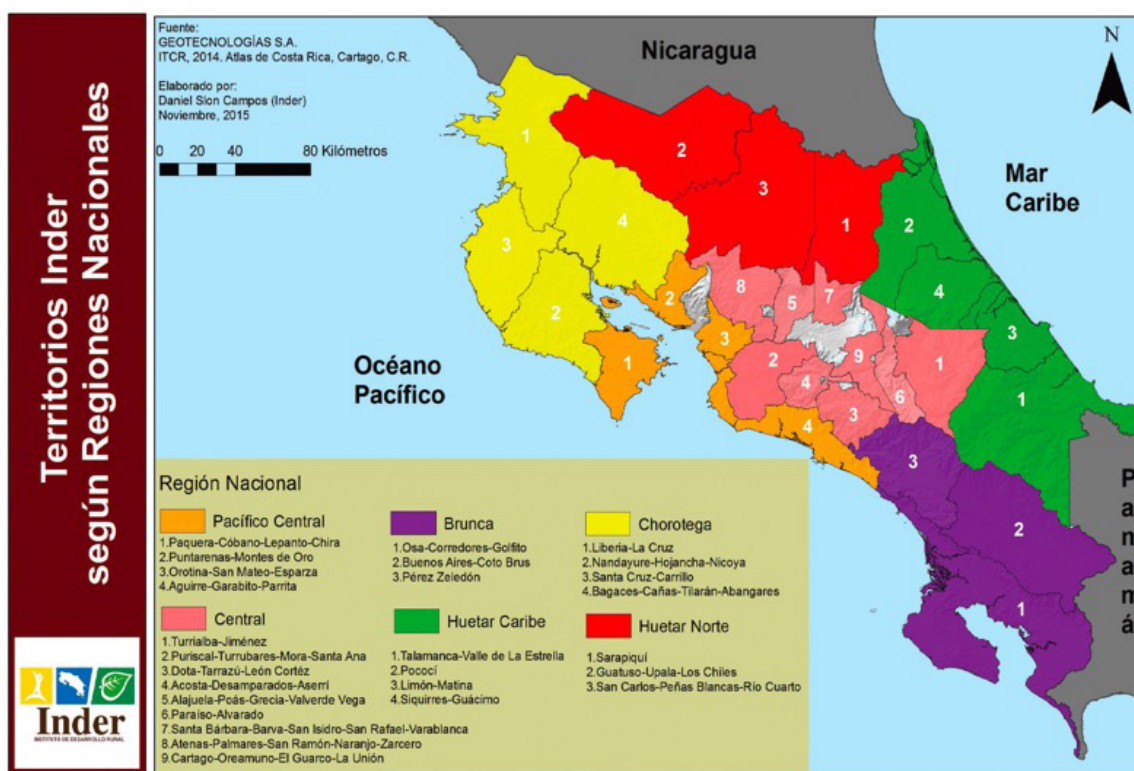 Territorios Inder
según Regiones Nacionales
Inder
INSTITUTO DE DESARROLLO RURAL
Fuente:
GEOTECNOLOGÍAS S.A.
ITCR, 2014. Atlas de Costa Rica, Cartago, C.R.
Elaborado por:
Daniel Sion Campos (Inder)
Noviembre, 2015
0 20 40 80 Kilómetros
Nicaragua
N
Mar
Caribe
Océano
Pacífico
Panamá
1
2
3
4
3
2
2
3
1
2
4
3
1
2
3
1
4
8
5
7
2
4
3
9
6
1
3
2
1
Región Nacional
Pacífico Central
1.Paquera-Cóbano-Lepanto-Chira
2.Puntarenas-Montes de Oro
3.Orotina-San Mateo-Esparza
4.Aguirre-Garabito-Parrita
Brunca
1.Osa-Corredores-Golfito
2.Buenos Aires-Coto Brus
3.Pérez Zeledón
Chorotega
1.Liberia-La Cruz
2.Nandayure-Hojancha-Nicoya
3.Santa Cruz-Carrillo
4.Bagaces-Cañas-Tilarán-Abangares
Central
1.Turrialba-Jiménez
2.Puriscal-Turrubares-Mora-Santa Ana
3.Dota-Tarrazú-León Cortéz
4.Acosta-Desamparados-Aserrí
5.Alajuela-Poás-Grecia-Valverde Vega
6.Paraíso-Alvarado
7.Santa Bárbara-Barva-San Isidro-San Rafael-Varablanca
8.Atenas-Palmares-San Ramón-Naranjo-Zarcero
9.Cartago-Oreamuno-El Guarco-La Unión
Huetar Caribe
1.Talamanca-Valle de La Estrella
2.Pococí
3.Limón-Matina
4.Siquirres-Guácimo
Huetar Norte
1.Sarapiquí
2.Guatuso-Upala-Los Chiles
3.San Carlos-Peñas Blancas-Río Cuarto